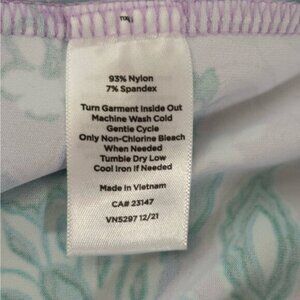 93% Nylon
7% Spandex
Turn Garment Inside Out
Machine Wash Cold
Gentle Cycle
Only Non-Chlorine Bleach
When Needed
Tumble Dry Low
Cool Iron If Needed
Made in Vietnam
CA# 23147
VN5297 12/21